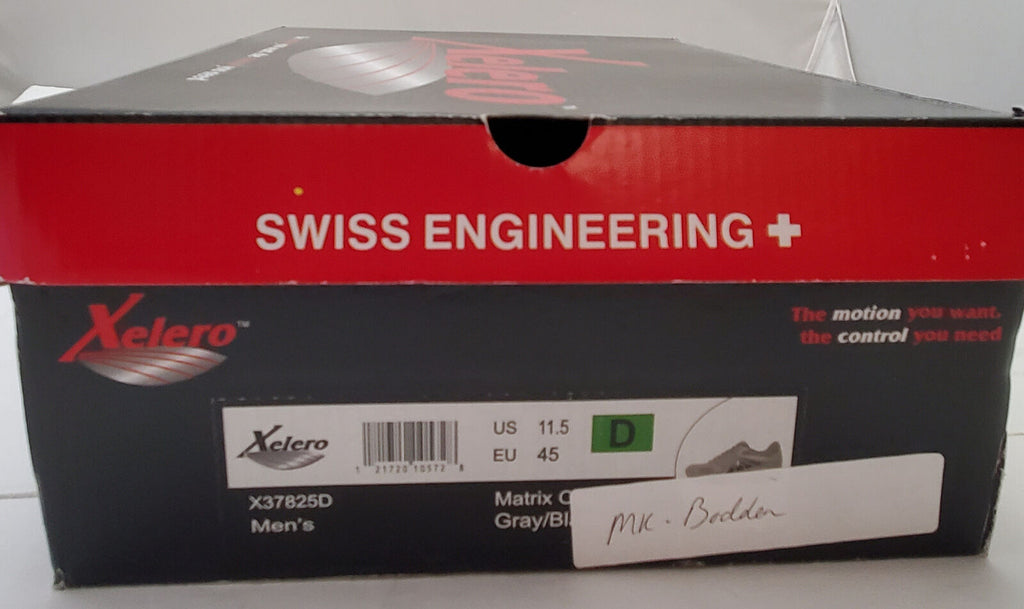 Xelero
SWISS ENGINEERING
Xelero™
The motion you want.
the control you need
Xelero
1 21720 10572 8
US 11.5
EU 45
D
X37825D
Men's
Matrix
Gray/Bl
MK - Bodden